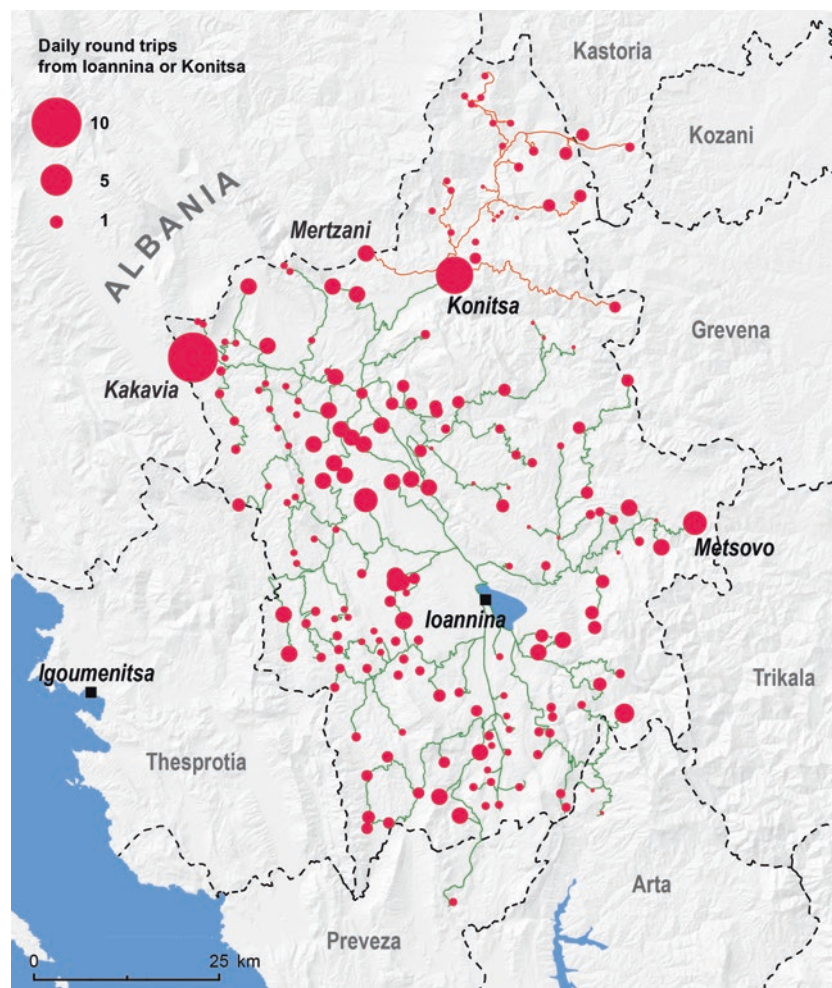 Daily round trips
from Ioannina or Konitsa
10
5
1
Kastoria
Kozani
ALBANIA
Mertzani
Konitsa
Grevena
Kakavia
Metsovo
Ioannina
Igoumenitsa
Trikala
Thesprotia
Arta
Preveza
0 25 km